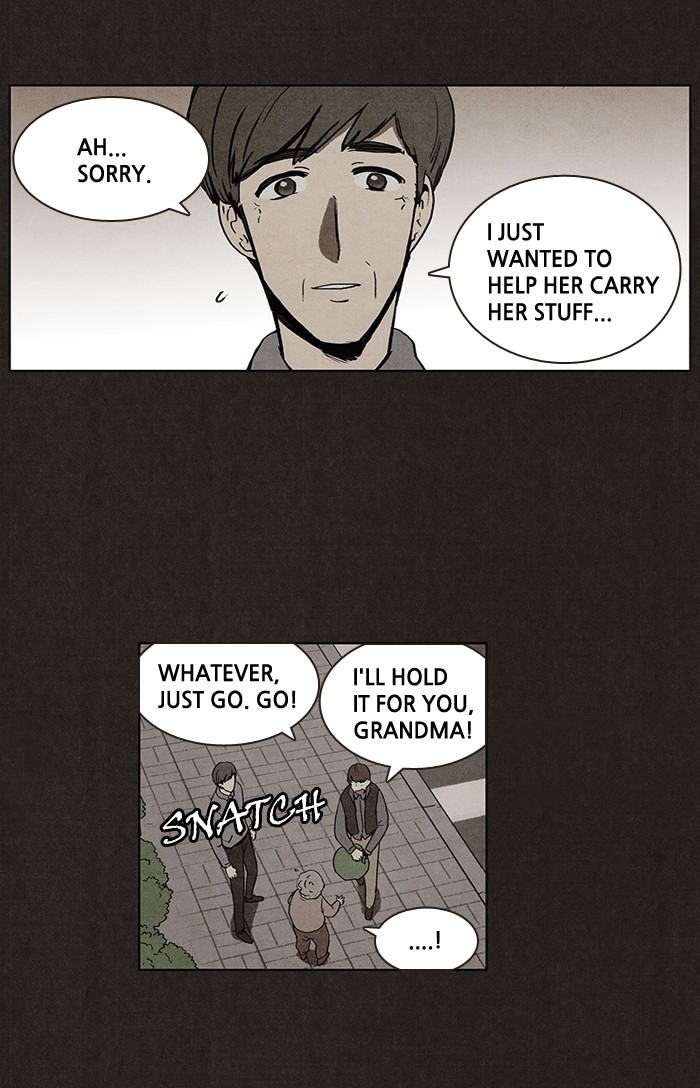 AH...
SORRY.
I JUST
WANTED TO
HELP HER CARRY
HER STUFF...
WHATEVER,
JUST GO. GO!
I'LL HOLD
IT FOR YOU,
GRANDMA!
SNATCH
....!